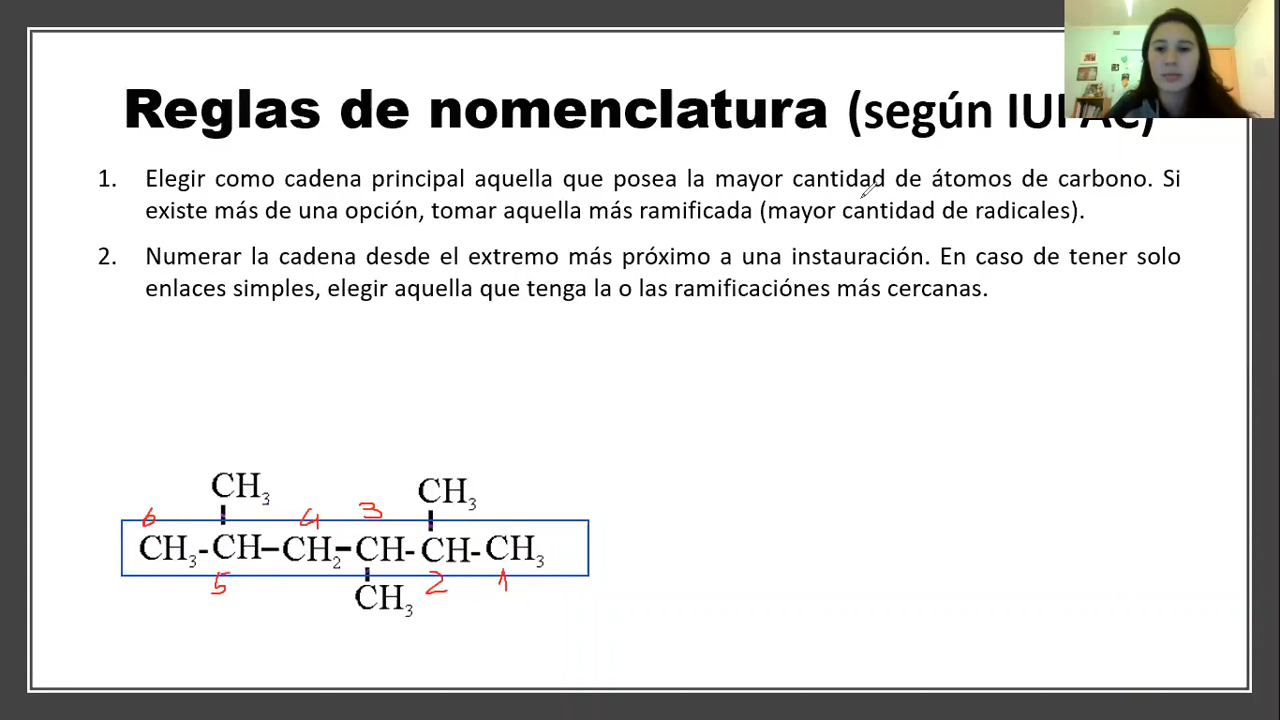 Reglas de nomenclatura (según IUPAC)
1. Elegir como cadena principal aquella que posea la mayor cantidad de átomos de carbono. Si
existe más de una opción, tomar aquella más ramificada (mayor cantidad de radicales).
2. Numerar la cadena desde el extremo más próximo a una instauración. En caso de tener solo
enlaces simples, elegir aquella que tenga la o las ramificaciónes más cercanas.
CH3 CH3
6 4 3
CH3-CH–CH2–CH-CH-CH3
5 2 1
CH3